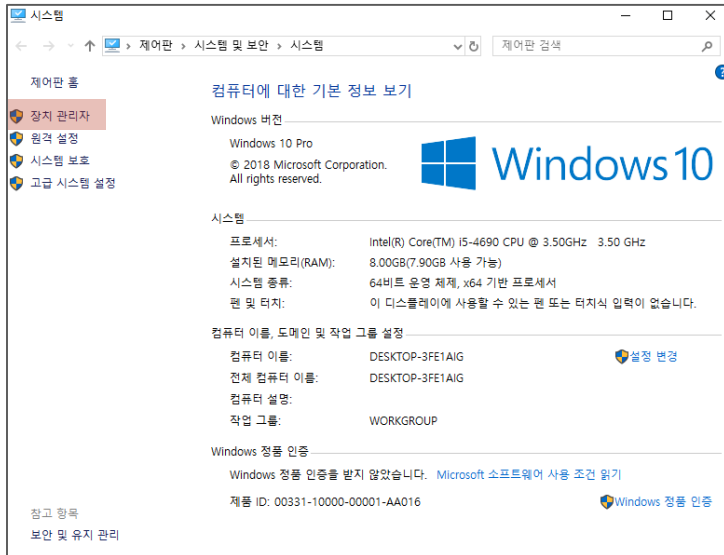 시스템
제어판 › 시스템 및 보안 › 시스템
제어판 검색
제어판 홈
장치 관리자
원격 설정
시스템 보호
고급 시스템 설정
참고 항목
보안 및 유지 관리
?
컴퓨터에 대한 기본 정보 보기
Windows 버전
Windows 10 Pro
© 2018 Microsoft Corporation.
All rights reserved.
Windows 10
시스템
프로세서: Intel(R) Core(TM) i5-4690 CPU @ 3.50GHz 3.50 GHz
설치된 메모리(RAM): 8.00GB(7.90GB 사용 가능)
시스템 종류: 64비트 운영 체제, x64 기반 프로세서
펜 및 터치: 이 디스플레이에 사용할 수 있는 펜 또는 터치식 입력이 없습니다.
컴퓨터 이름, 도메인 및 작업 그룹 설정
컴퓨터 이름: DESKTOP-3FE1AIG 설정 변경
전체 컴퓨터 이름: DESKTOP-3FE1AIG
컴퓨터 설명:
작업 그룹: WORKGROUP
Windows 정품 인증
Windows 정품 인증을 받지 않았습니다. Microsoft 소프트웨어 사용 조건 읽기
제품 ID: 00331-10000-00001-AA016 Windows 정품 인증